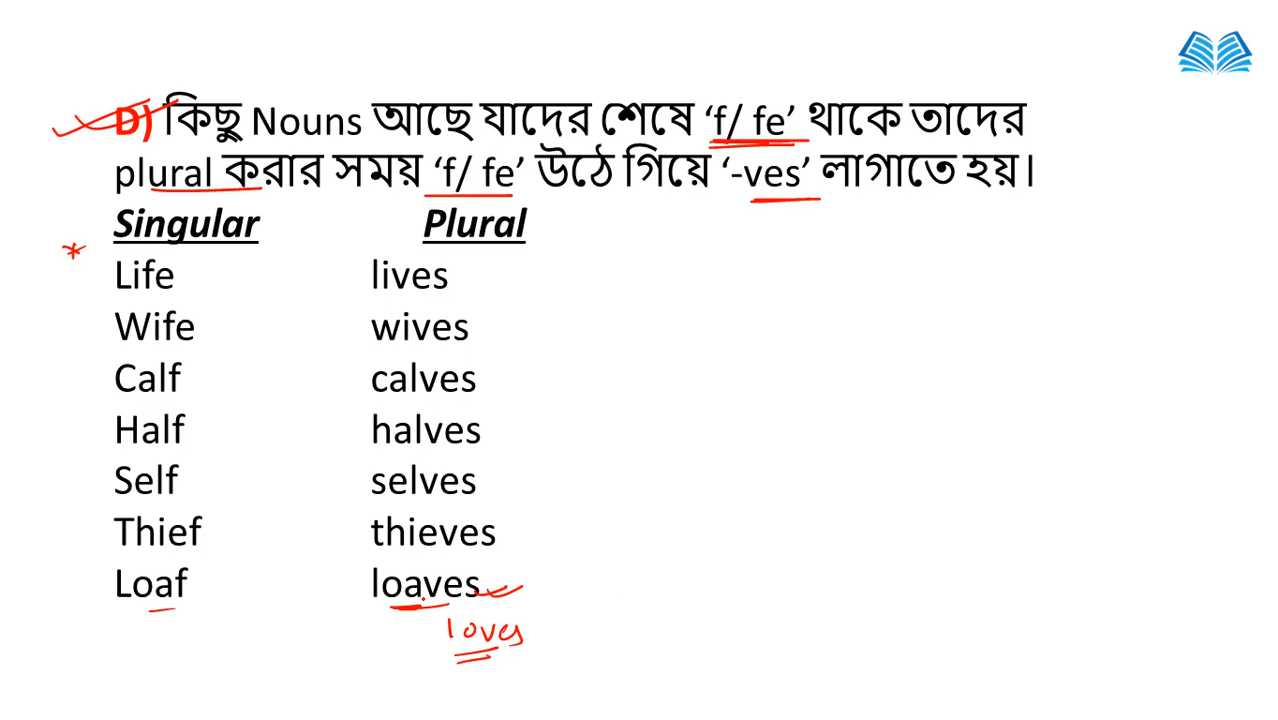 D) কিছু Nouns আছে যাদের শেষে ‘f/ fe’ থাকে তাদের
plural করার সময় ‘f/ fe’ উঠে গিয়ে ‘-ves’ লাগাতে হয়।
Singular Plural
* Life lives
Wife wives
Calf calves
Half halves
Self selves
Thief thieves
Loaf loaves
loves